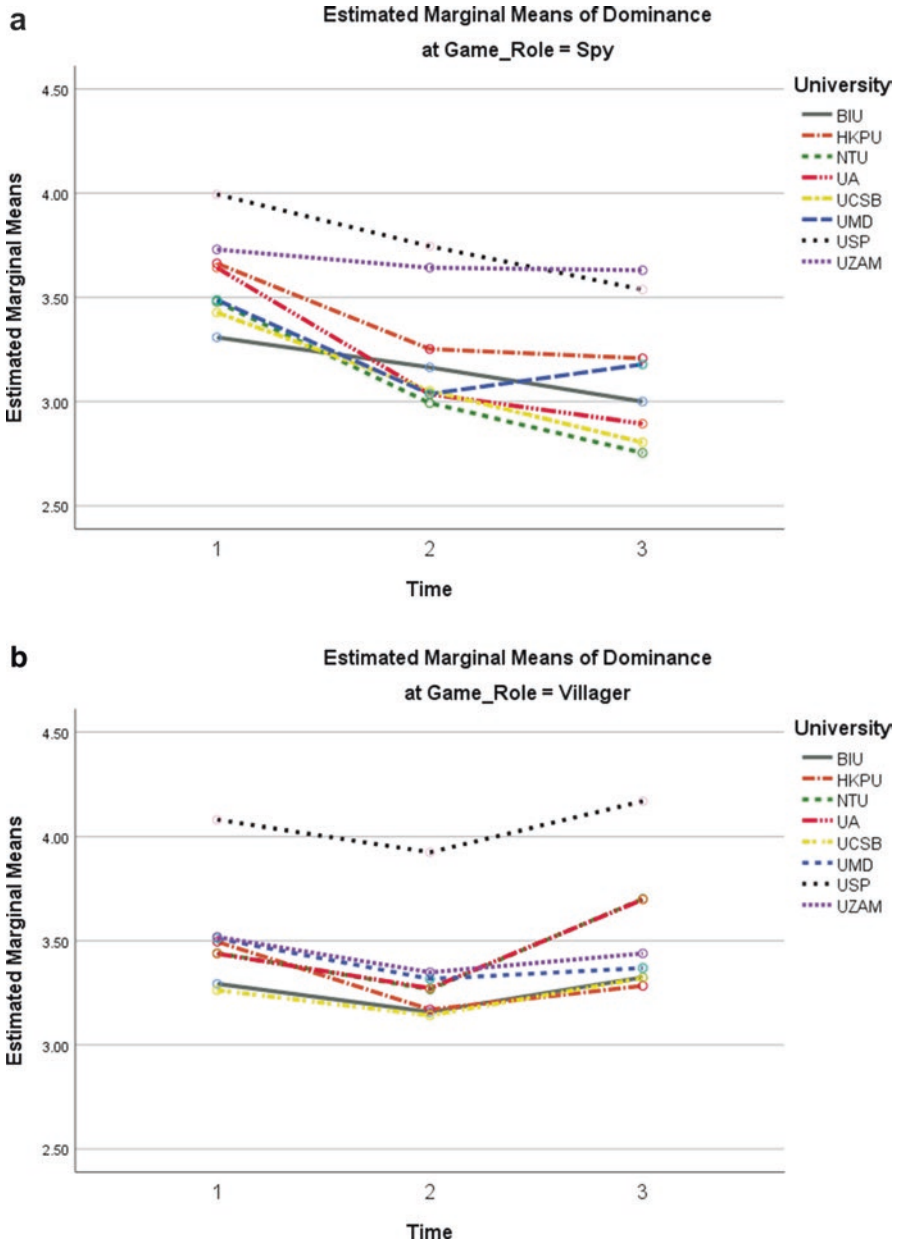 a
Estimated Marginal Means of Dominance
at Game_Role = Spy
Estimated Marginal Means
4.50
4.00
3.50
3.00
2.50
1 2 3
Time
University
BIU
HKPU
NTU
UA
UCSB
UMD
USP
UZAM
b
Estimated Marginal Means of Dominance
at Game_Role = Villager
Estimated Marginal Means
4.50
4.00
3.50
3.00
2.50
1 2 3
Time
University
BIU
HKPU
NTU
UA
UCSB
UMD
USP
UZAM